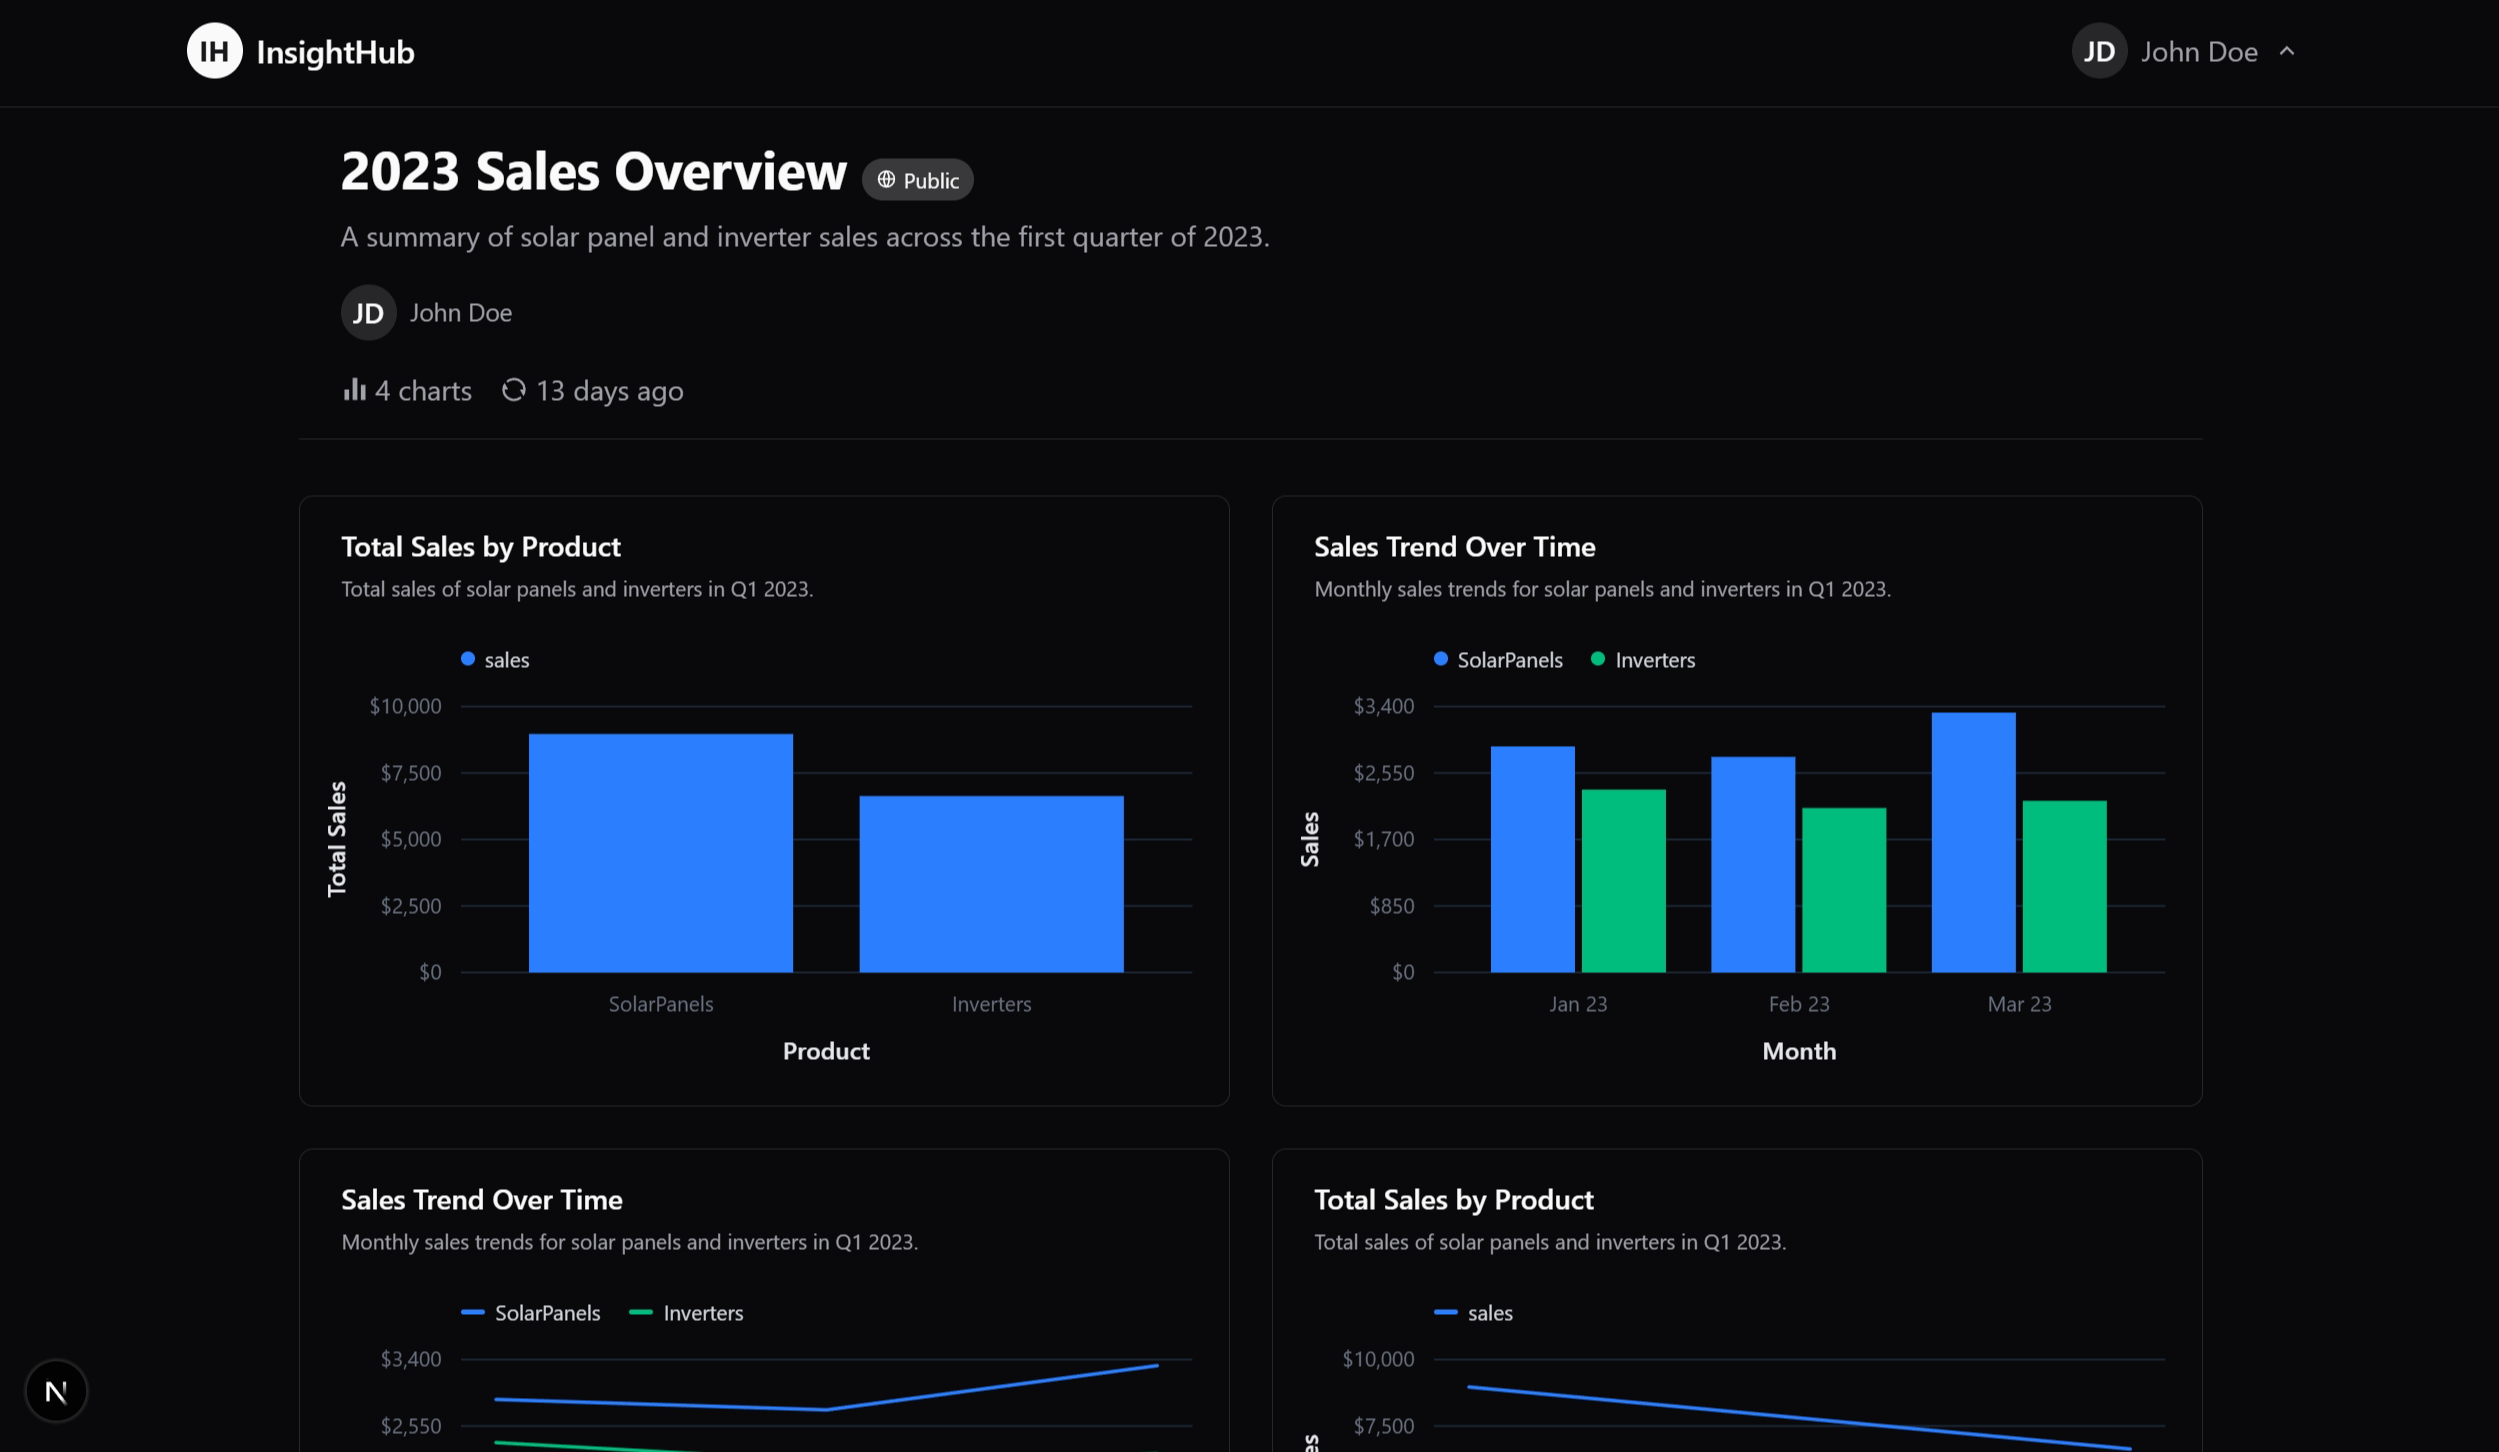 IH InsightHub
JD John Doe
2023 Sales Overview Public
A summary of solar panel and inverter sales across the first quarter of 2023.
JD John Doe
4 charts 13 days ago
Total Sales by Product
Total sales of solar panels and inverters in Q1 2023.
sales
Total Sales
$10,000
$7,500
$5,000
$2,500
$0
SolarPanels Inverters
Product
Sales Trend Over Time
Monthly sales trends for solar panels and inverters in Q1 2023.
SolarPanels Inverters
Sales
$3,400
$2,550
$1,700
$850
$0
Jan 23 Feb 23 Mar 23
Month
Sales Trend Over Time
Monthly sales trends for solar panels and inverters in Q1 2023.
SolarPanels Inverters
$3,400
$2,550
Total Sales by Product
Total sales of solar panels and inverters in Q1 2023.
sales
$10,000
$7,500
N